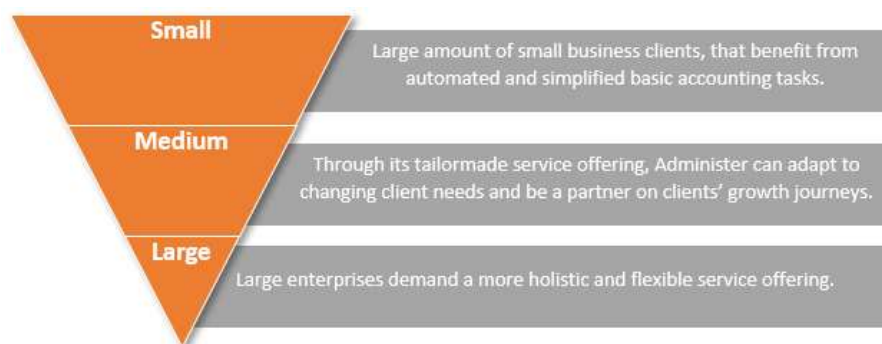 Small
Large amount of small business clients, that benefit from
automated and simplified basic accounting tasks.
Medium
Through its tailormade service offering, Administer can adapt to
changing client needs and be a partner on clients' growth journeys.
Large
Large enterprises demand a more holistic and flexible service offering.